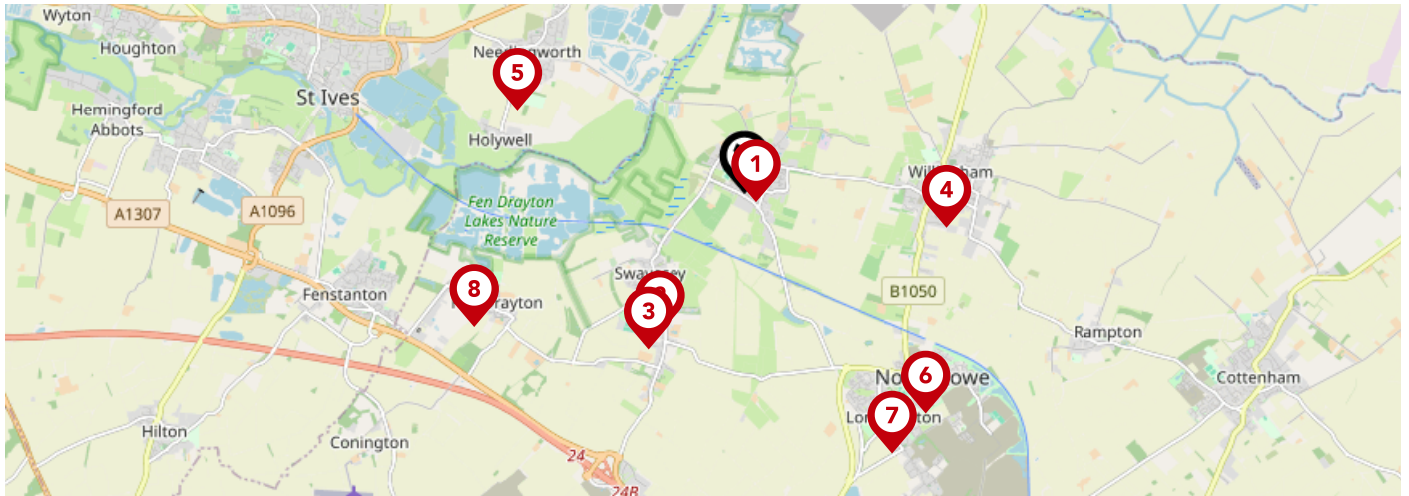 Wyton
Houghton
St Ives
Hemingford
Abbots
5
Holywell
1
4
A1307
A1096
Fen Drayton
Lakes Nature
Reserve
8
Fenstanton
3
B1050
Rampton
6
7
Cottenham
Hilton
Conington
24
24B